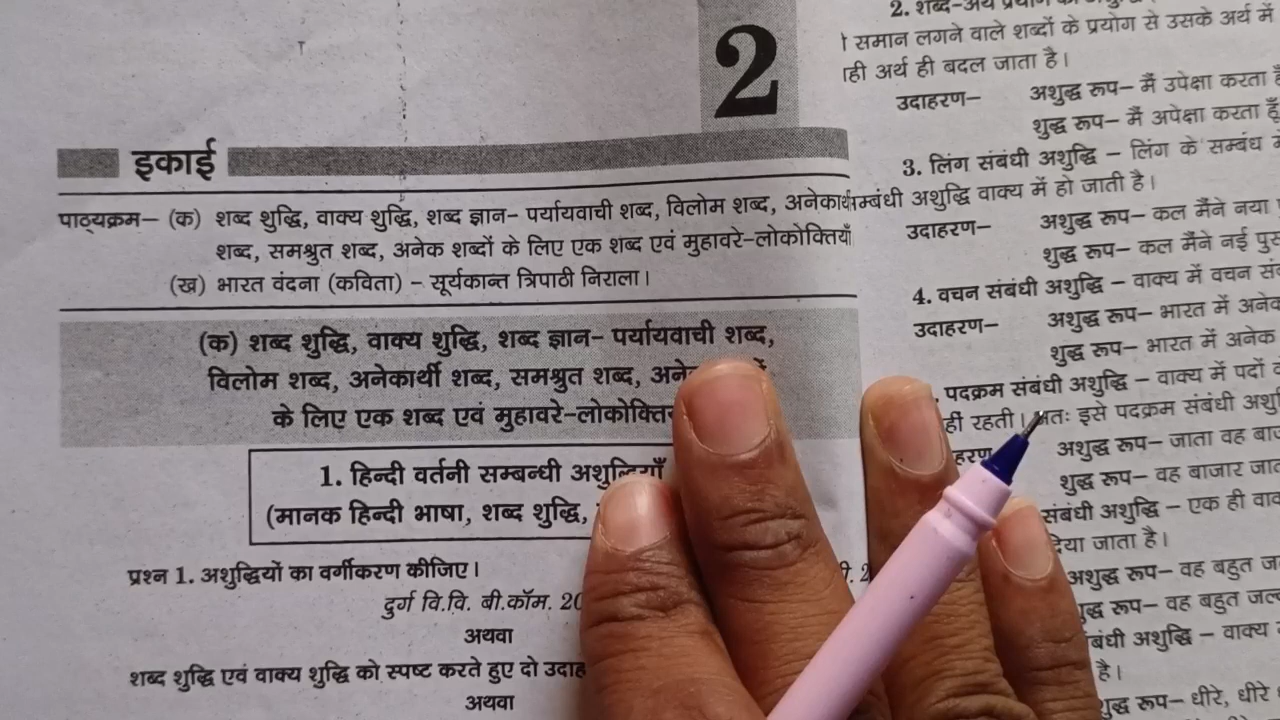 2
इकाई
पाठ्यक्रम– (क) शब्द शुद्धि, वाक्य शुद्धि, शब्द ज्ञान– पर्यायवाची शब्द, विलोम शब्द, अनेकार्थी
शब्द, समश्रुत शब्द, अनेक शब्दों के लिए एक शब्द एवं मुहावरे–लोकोक्तियाँ
(ख) भारत वंदना (कविता) – सूर्यकान्त त्रिपाठी निराला।
(क) शब्द शुद्धि, वाक्य शुद्धि, शब्द ज्ञान– पर्यायवाची शब्द,
विलोम शब्द, अनेकार्थी शब्द, समश्रुत शब्द,
के लिए एक शब्द एवं
1. हिन्दी वर्तनी सम्बन्धी अशुद्धियाँ
(मानक हिन्दी भाषा, शब्द शुद्धि,
प्रश्न 1. अशुद्धियों का वर्गीकरण कीजिए।
दुर्ग वि.वि. बी.कॉम.
अथवा
शब्द शुद्धि एवं वाक्य शुद्धि को स्पष्ट करते हुए दो
अथवा
2. शब्द–अर्थ प्रयोग
समान लगने वाले शब्दों के प्रयोग से उसके अर्थ में
ही अर्थ ही बदल जाता है।
उदाहरण– अशुद्ध रूप– मैं उपेक्षा करता
शुद्ध रूप– मैं अपेक्षा करता हूँ
3. लिंग संबंधी अशुद्धि – लिंग के सम्बंध
अशुद्धि वाक्य में हो जाती है।
उदाहरण– अशुद्ध रूप– कल मैंने नया
शुद्ध रूप– कल मैंने नई
4. वचन संबंधी अशुद्धि – वाक्य में वचन
उदाहरण– अशुद्ध रूप– भारत में
शुद्ध रूप– भारत में अनेक
पदक्रम संबंधी अशुद्धि – वाक्य में पदों
रहती। अतः इसे पदक्रम संबंधी
अशुद्ध रूप– जाता वह
शुद्ध रूप– वह बाजार
संबंधी अशुद्धि – एक ही
दिया जाता है।
अशुद्ध रूप– वह बहुत
शुद्ध रूप– वह बहुत
अशुद्धि – वाक्य
है।
रूप– धीरे, धीरे